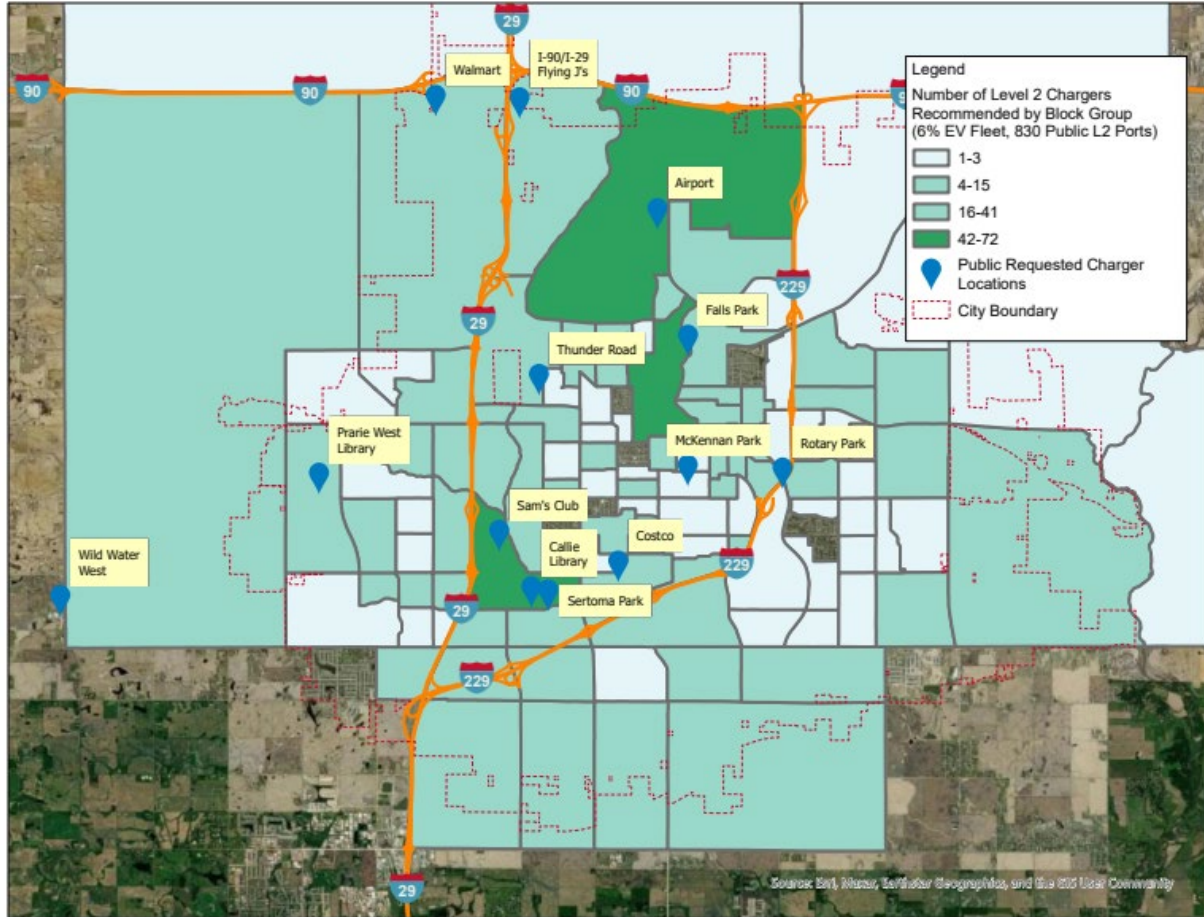 29
Walmart
I-90/I-29
Flying J's
90
90
90
Airport
Falls Park
229
29
Thunder Road
Prarie West
Library
McKennan Park
Rotary Park
Sam's Club
Callie
Library
Costco
Wild Water
West
Sertoma Park
229
29
229
29
Legend
Number of Level 2 Chargers
Recommended by Block Group
(6% EV Fleet, 830 Public L2 Ports)
1-3
4-15
16-41
42-72
Public Requested Charger
Locations
City Boundary
Source: Esri, Maxar, Earthstar Geographics, and the GIS User Community